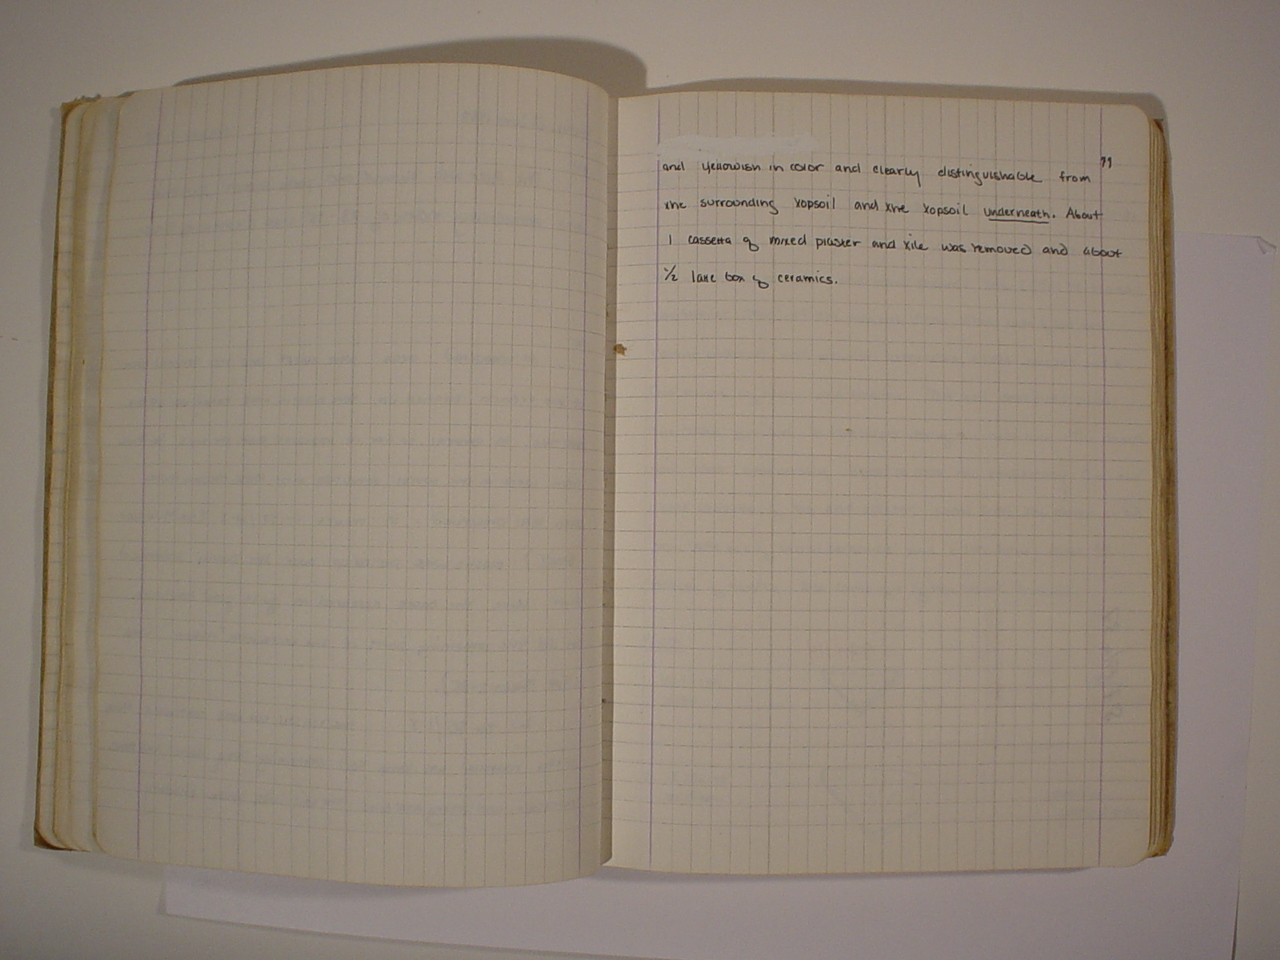 99
and yellowish in color and clearly distinguishable from
the surrounding topsoil and the topsoil underneath. About
1 cassetta of mixed plaster and tile was removed and about
1/2 box of ceramics.